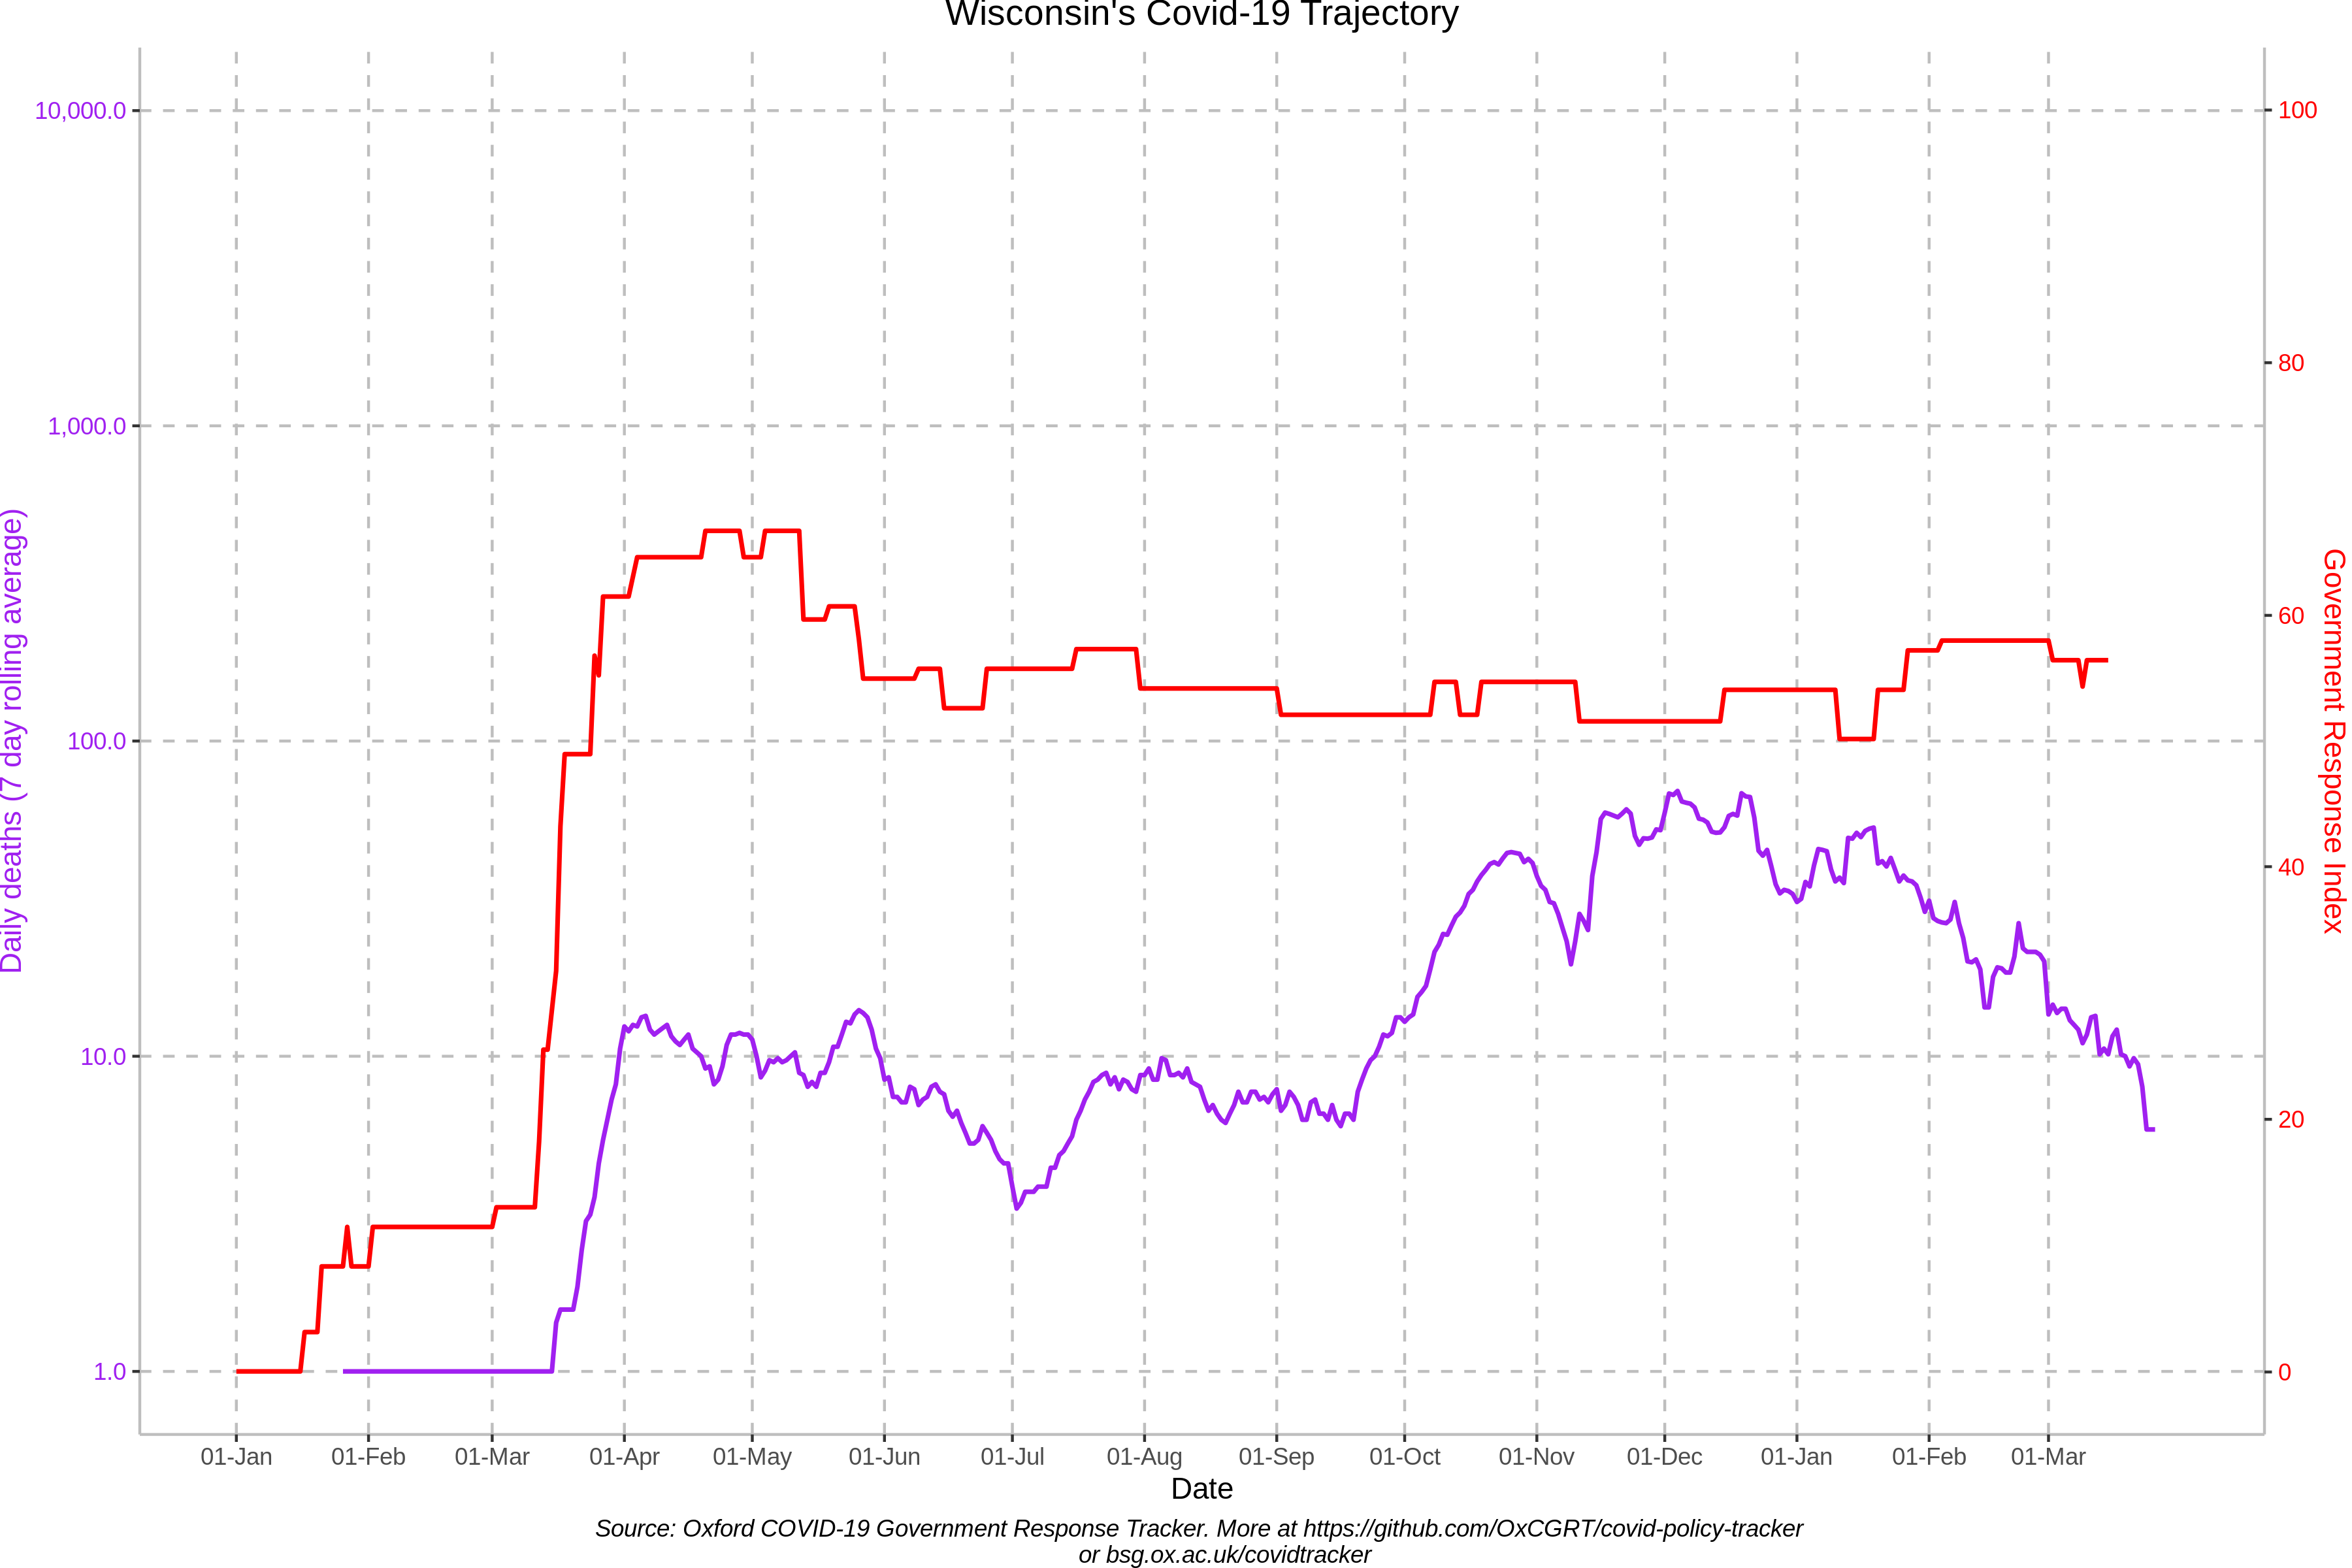 Wisconsin's Covid-19 Trajectory
10,000.0
1,000.0
100.0
10.0
1.0
Daily deaths (7 day rolling average)
100
80
60
40
20
0
Government Response Index
01-Jan 01-Feb 01-Mar 01-Apr 01-May 01-Jun 01-Jul 01-Aug 01-Sep 01-Oct 01-Nov 01-Dec 01-Jan 01-Feb 01-Mar
Date
Source: Oxford COVID-19 Government Response Tracker. More at https://github.com/OxCGRT/covid-policy-tracker
or bsg.ox.ac.uk/covidtracker